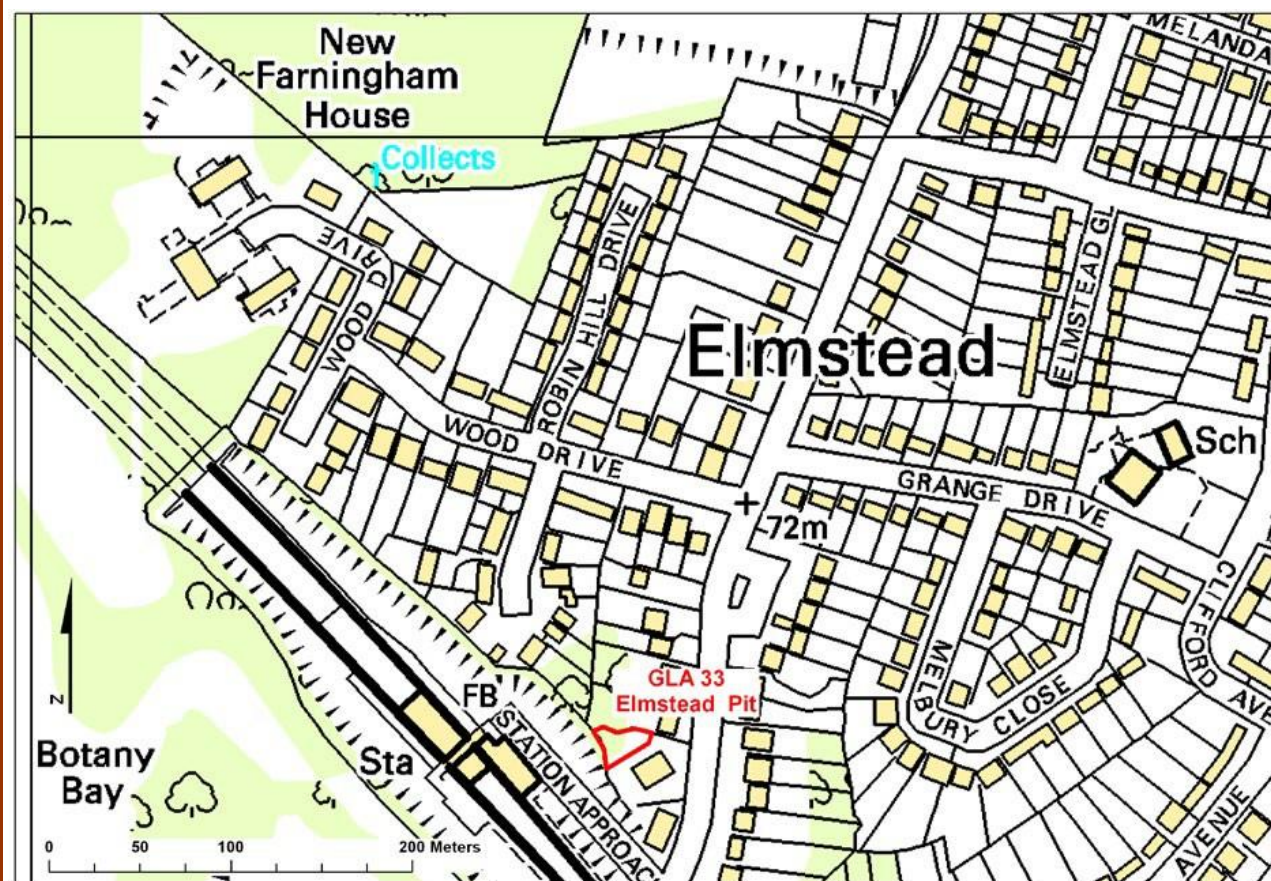 New
Farningham
House
Collects
MELANDA
WOOD DRIVE
ROBIN HILL DRIVE
ELMSTEAD GL
Elmstead
WOOD DRIVE
Sch
GRANGE DRIVE
72m
CLIFFORD AVE
MELBURY CLOSE
GLA 33
Elmstead Pit
FB
STATION APPROAC
Sta
N
Botany
Bay
AVENUE
0 50 100 200 Meters